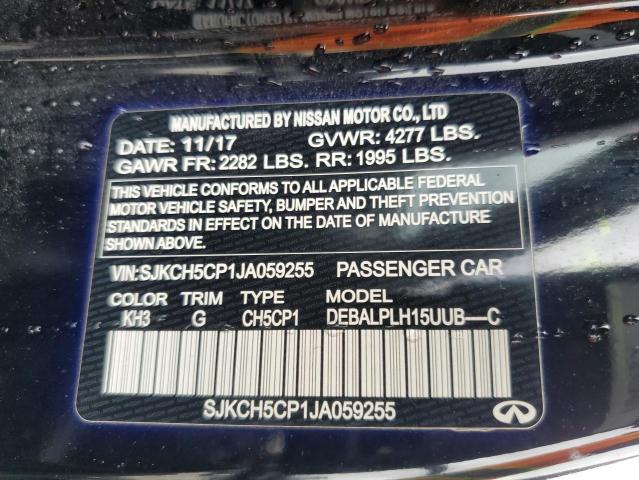 MANUFACTURED BY NISSAN MOTOR CO., LTD
DATE: 11/17 GVWR: 4277 LBS.
GAWR FR: 2282 LBS. RR: 1995 LBS.
THIS VEHICLE CONFORMS TO ALL APPLICABLE FEDERAL
MOTOR VEHICLE SAFETY, BUMPER AND THEFT PREVENTION
STANDARDS IN EFFECT ON THE DATE OF MANUFACTURE
SHOWN ABOVE.
VIN:SJKCH5CP1JA059255 PASSENGER CAR
COLOR TRIM TYPE MODEL
KH3 G CH5CP1 DEBALPLH15UUB—C
SJKCH5CP1JA059255